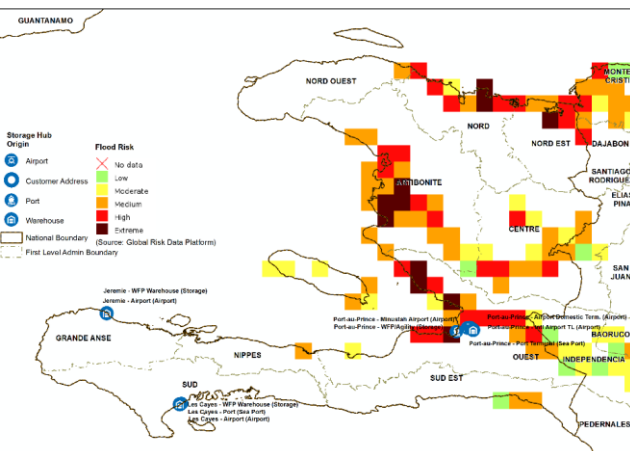 GUANTANAMO
MONTE
CRISTI
NORD OUEST
NORD
NORD EST
DAJABON
SANTIAGO
RODRIGUE
ELIAS
PINA
ARTIBONITE
CENTRE
SAN
JUAN
Storage Hub
Origin
Airport
Customer Address
Port
Warehouse
National Boundary
First Level Admin Boundary
Flood Risk
No data
Low
Moderate
Medium
High
Extreme
(Source: Global Risk Data Platform)
Jeremie - WFP Warehouse (Storage)
Jeremie - Airport (Airport)
GRANDE ANSE
NIPPES
SUD
Les Cayes - WFP Warehouse (Storage)
Les Cayes - Port (Sea Port)
Les Cayes - Airport (Airport)
Port-au-Prince - Minustah Airport (Airport)
Port-au-Prince - WFP/Agility (Storage)
Port-au-Prince - Airport Domestic Term. (Airport)
Port-au-Prince - Intl Airport TL (Airport)
Port-au-Prince - Port Terminal (Sea Port)
BAORUCO
OUEST
INDEPENDENCIA
SUD EST
PEDERNALES